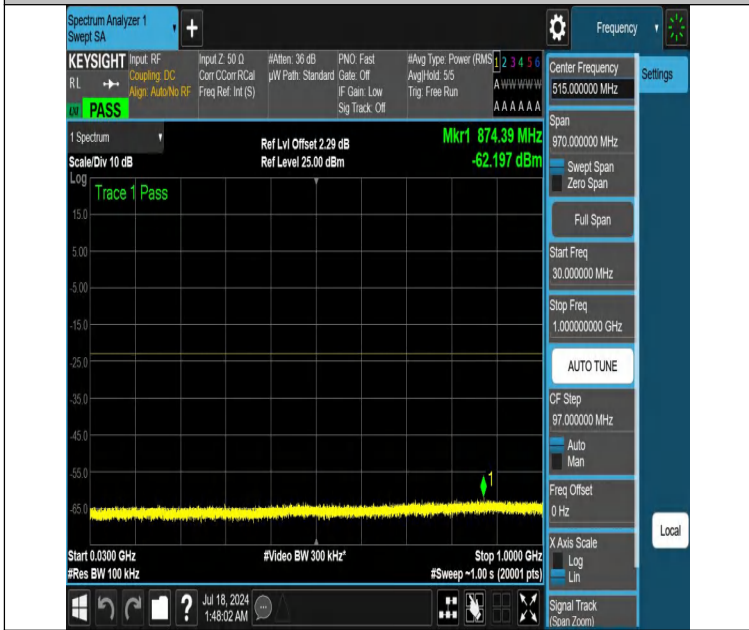 Spectrum Analyzer 1
Swept SA
Frequency
KEYSIGHT
RL
Input: RF
Coupling: DC
Align: Auto/No RF
Input Z: 50 Ω
Corr CCorr RCal
Freq Ref: Int (S)
#Atten: 36 dB
µW Path: Standard
PNO: Fast
Gate: Off
IF Gain: Low
Sig Track: Off
#Avg Type: Power (RMS
Avg|Hold: 5/5
Trig: Free Run
1 2 3 4 5 6
A W W W W W
A A A A A A
PASS
1 Spectrum
Scale/Div 10 dB
Ref Lvl Offset 2.29 dB
Ref Level 25.00 dBm
Mkr1 874.39 MHz
-62.197 dBm
Log
Trace 1 Pass
15.0
5.00
-5.00
-15.0
-25.0
-35.0
-45.0
-55.0
-65.0
1
Start 0.0300 GHz
#Res BW 100 kHz
#Video BW 300 kHz*
Stop 1.0000 GHz
#Sweep ~1.00 s (20001 pts)
Center Frequency
515.000000 MHz
Settings
Span
970.000000 MHz
Swept Span
Zero Span
Full Span
Start Freq
30.000000 MHz
Stop Freq
1.000000000 GHz
AUTO TUNE
CF Step
97.000000 MHz
Auto
Man
Freq Offset
0 Hz
X Axis Scale
Log
Lin
Local
Signal Track
(Span Zoom)
?
Jul 18, 2024
1:48:02 AM